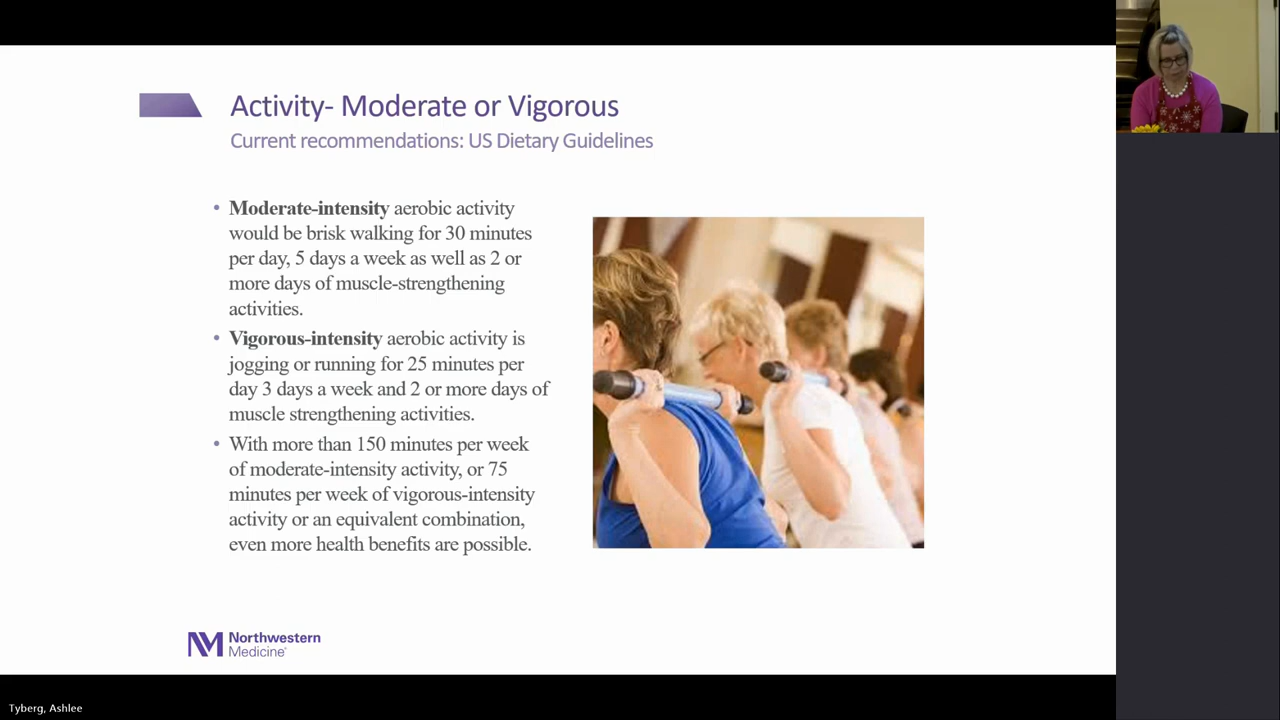 Activity- Moderate or Vigorous
Current recommendations: US Dietary Guidelines
• Moderate-intensity aerobic activity
would be brisk walking for 30 minutes
per day, 5 days a week as well as 2 or
more days of muscle-strengthening
activities.
• Vigorous-intensity aerobic activity is
jogging or running for 25 minutes per
day 3 days a week and 2 or more days of
muscle strengthening activities.
• With more than 150 minutes per week
of moderate-intensity activity, or 75
minutes per week of vigorous-intensity
activity or an equivalent combination,
even more health benefits are possible.
NM Northwestern
Medicine®
Tyberg, Ashlee